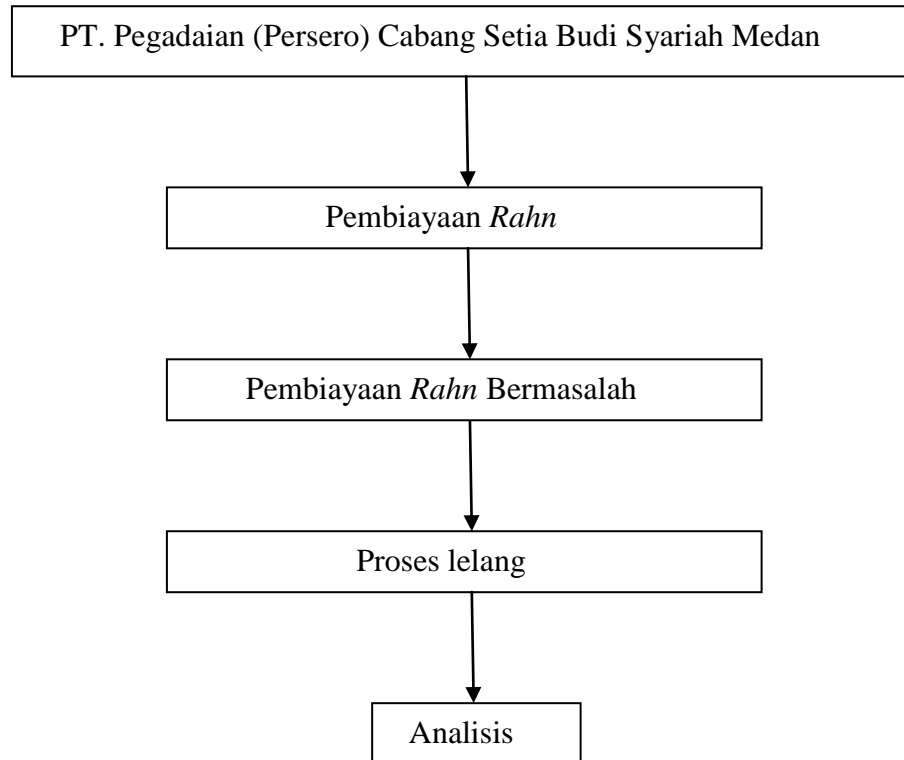 PT. Pegadaian (Persero) Cabang Setia Budi Syariah Medan
Pembiayaan Rahn
Pembiayaan Rahn Bermasalah
Proses lelang
Analisis